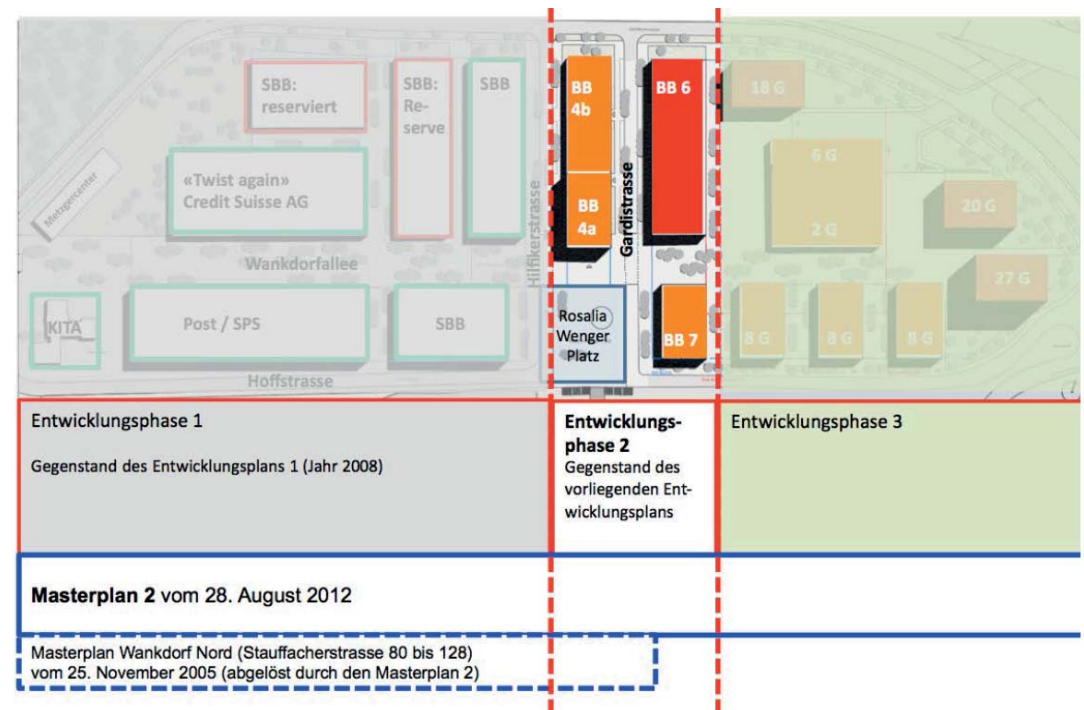 SBB:
reserviert
SBB:
Re-
serve
SBB
«Twist again»
Credit Suisse AG
Metzgercenter
Wankdorfallee
Hilfikerstrasse
KITA
Post / SPS
SBB
Hoffstrasse
BB
4b
BB
4a
Gardistrasse
BB 6
BB 7
Rosalia
Wenger
Platz
18 G
6 G
2 G
20 G
27 G
8 G
8 G
8 G
Entwicklungsphase 1
Gegenstand des Entwicklungsplans 1 (Jahr 2008)
Entwicklungs-
phase 2
Gegenstand des
vorliegenden Ent-
wicklungsplans
Entwicklungsphase 3
Masterplan 2 vom 28. August 2012
Masterplan Wankdorf Nord (Stauffacherstrasse 80 bis 128)
vom 25. November 2005 (abgelöst durch den Masterplan 2)